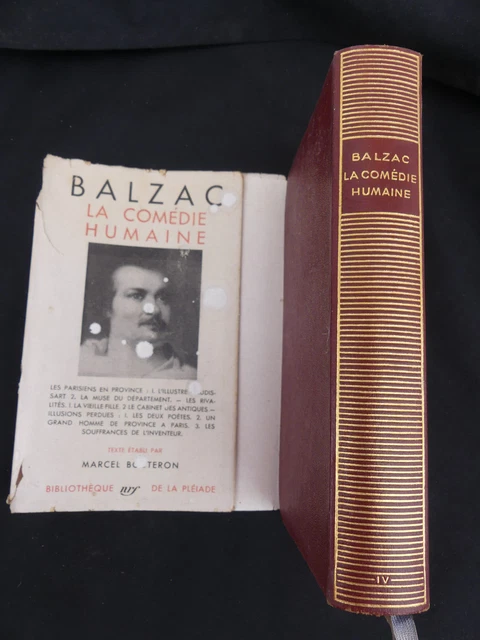 BALZAC
LA COMÉDIE
HUMAINE
LES PARISIENS EN PROVINCE : 1. L'ILLUSTRE
SART 2. LA MUSE DU DÉPARTEMENT. — LES RIVA-
LITÉS. 1. LA VIEILLE FILLE. 2 LE CABINET DES ANTIQUES —
ILLUSIONS PERDUES : 1. LES DEUX POÈTES. 2. UN
GRAND HOMME DE PROVINCE A PARIS. 3. LES
SOUFFRANCES DE L'INVENTEUR.
TEXTE ÉTABLI PAR
MARCEL BOUTERON
BIBLIOTHÈQUE nrf DE LA PLÉIADE
BALZAC
LA COMÉDIE
HUMAINE
IV